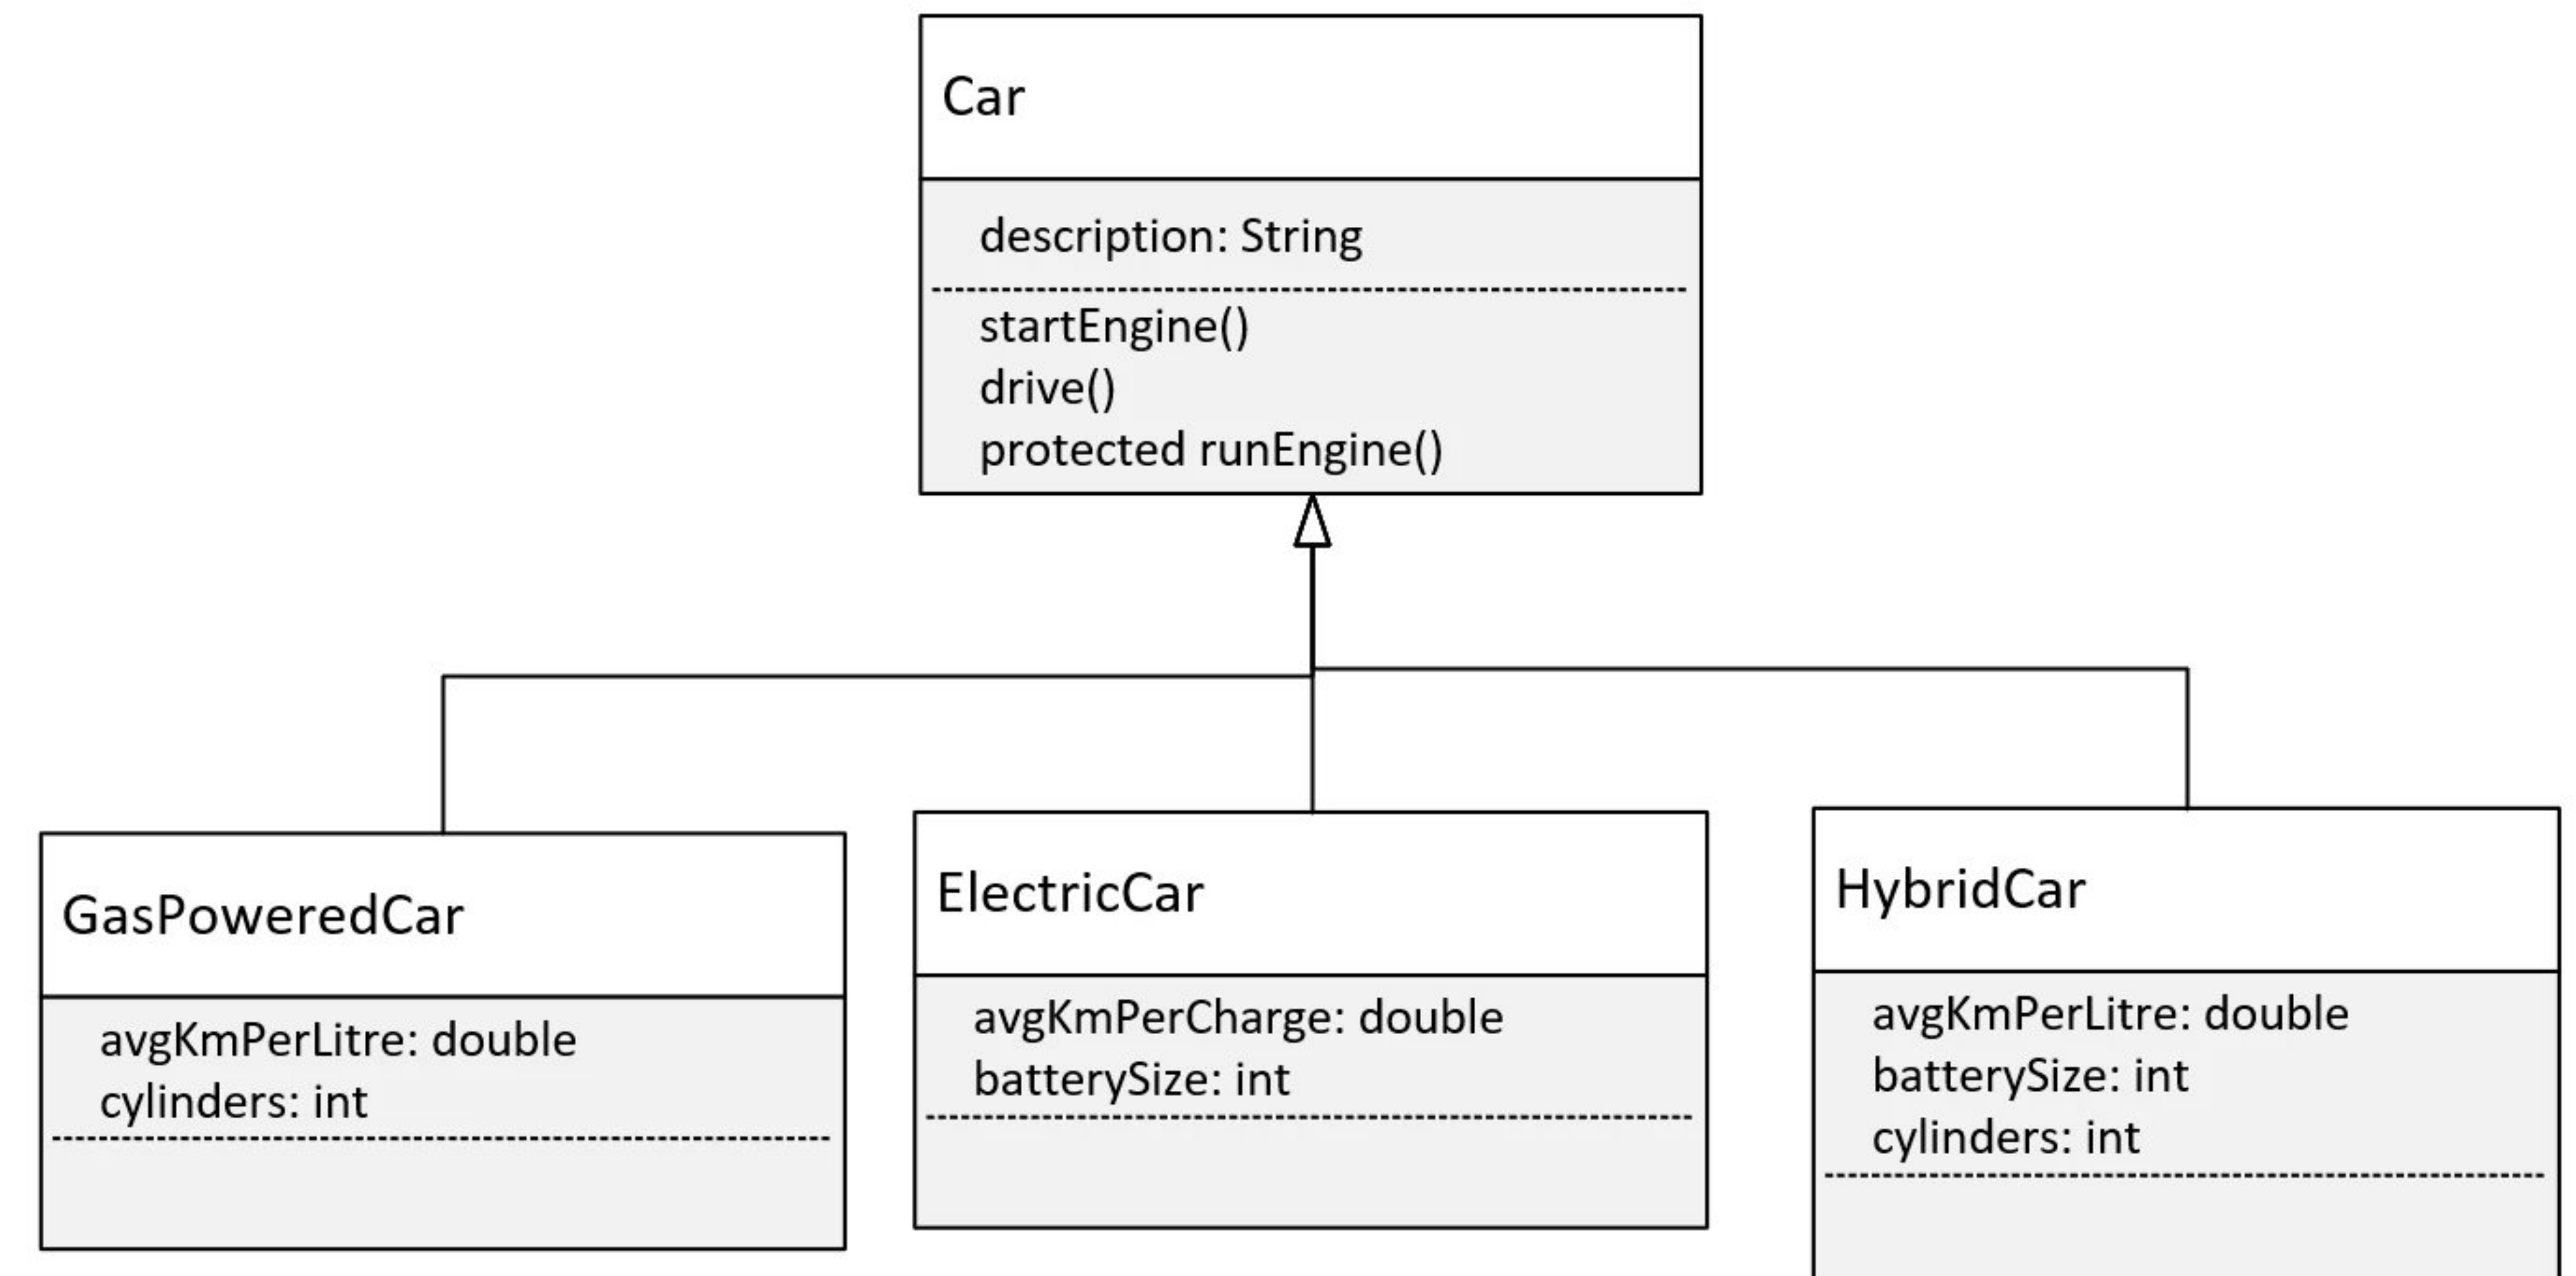 Car
description: String
startEngine()
drive()
protected runEngine()
GasPoweredCar
avgKmPerLitre: double
cylinders: int
ElectricCar
avgKmPerCharge: double
batterySize: int
HybridCar
avgKmPerLitre: double
batterySize: int
cylinders: int